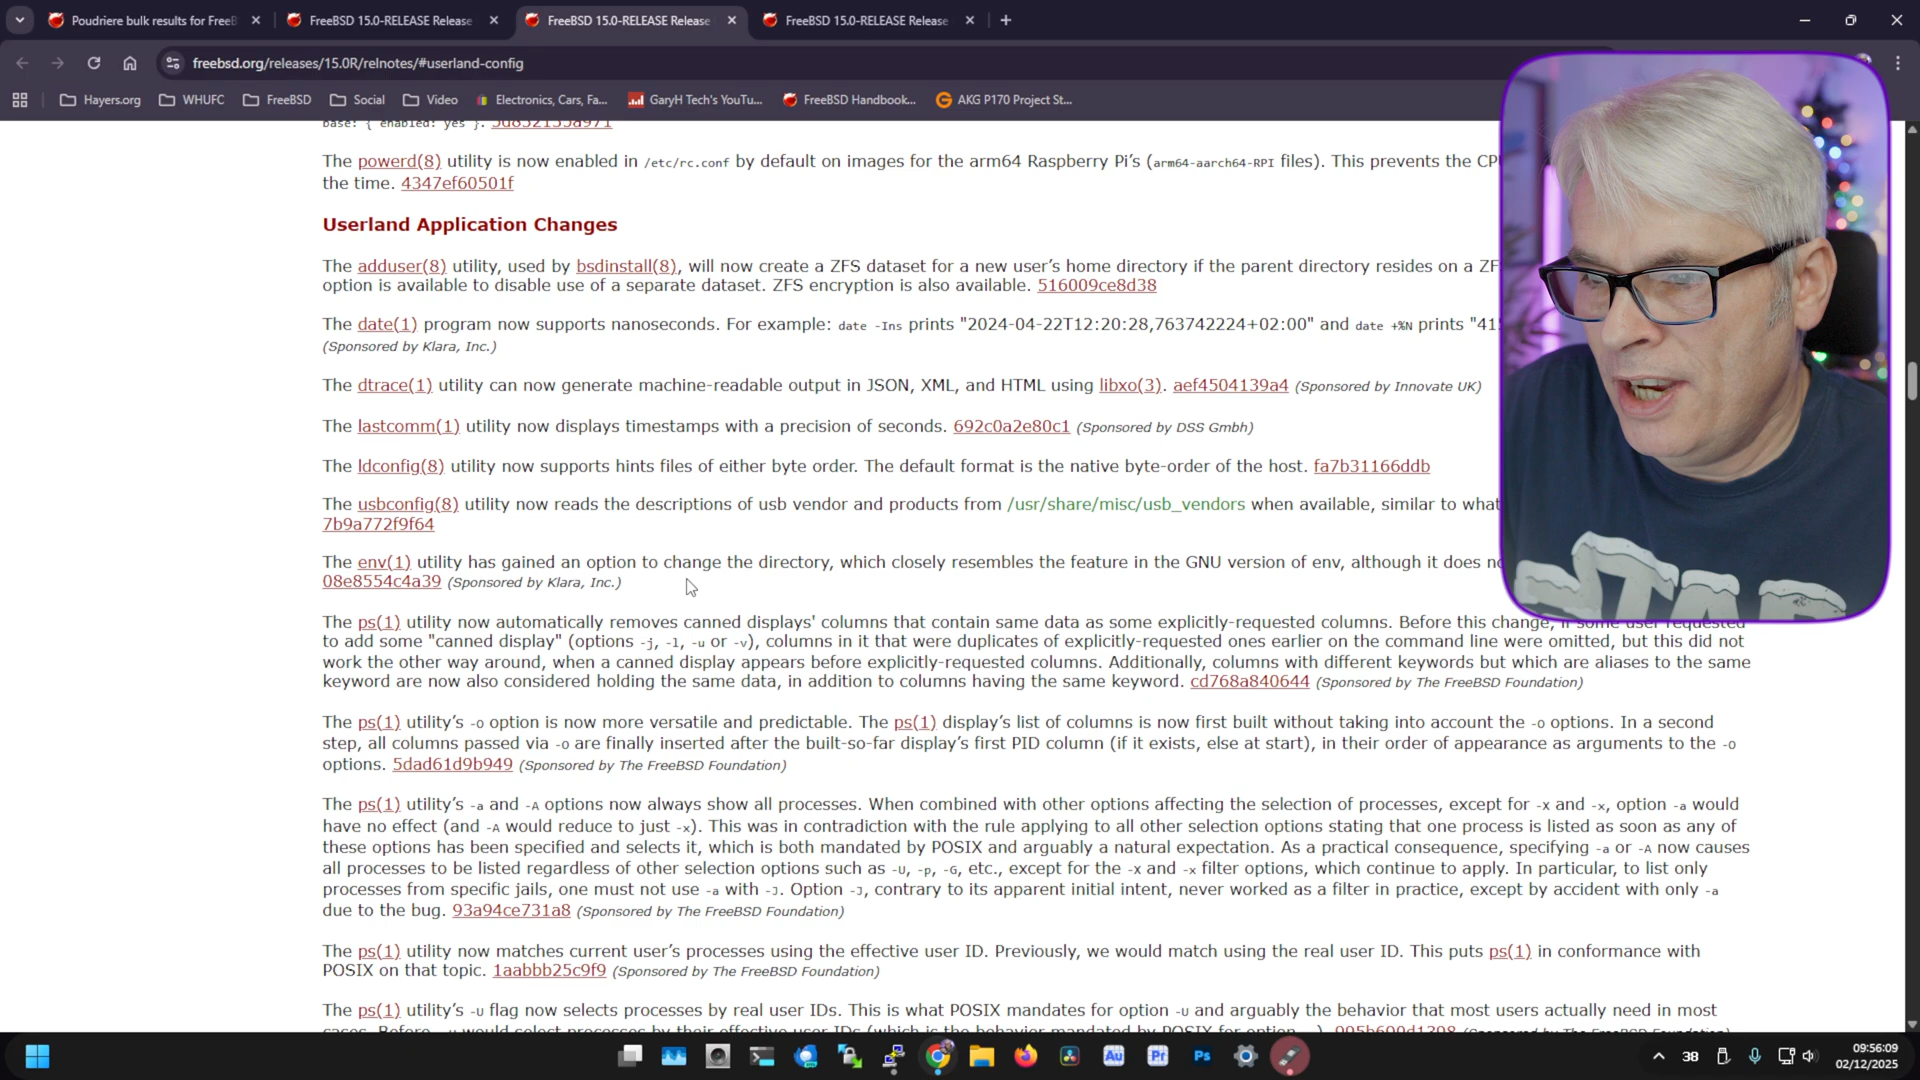 Poudriere bulk results for FreeB
FreeBSD 15.0-RELEASE Release
FreeBSD 15.0-RELEASE Release
FreeBSD 15.0-RELEASE Release
freebsd.org/releases/15.0R/relnotes/#userland-config
Hayers.org
WHUFC
FreeBSD
Social
Video
Electronics, Cars, Fa...
GaryH Tech's YouTu...
FreeBSD Handbook...
AKG P170 Project St...
base: { enabled: yes }. 5d852135a971
The powerd(8) utility is now enabled in /etc/rc.conf by default on images for the arm64 Raspberry Pi's (arm64-aarch64-RPI files). This prevents the CP
the time. 4347ef60501f
Userland Application Changes
The adduser(8) utility, used by bsdinstall(8), will now create a ZFS dataset for a new user's home directory if the parent directory resides on a ZF
option is available to disable use of a separate dataset. ZFS encryption is also available. 516009ce8d38
The date(1) program now supports nanoseconds. For example: date -Ins prints "2024-04-22T12:20:28,763742224+02:00" and date +%N prints "41
(Sponsored by Klara, Inc.)
The dtrace(1) utility can now generate machine-readable output in JSON, XML, and HTML using libxo(3). aef4504139a4 (Sponsored by Innovate UK)
The lastcomm(1) utility now displays timestamps with a precision of seconds. 692c0a2e80c1 (Sponsored by DSS Gmbh)
The ldconfig(8) utility now supports hints files of either byte order. The default format is the native byte-order of the host. fa7b31166ddb
The usbconfig(8) utility now reads the descriptions of usb vendor and products from /usr/share/misc/usb_vendors when available, similar to what
7b9a772f9f64
The env(1) utility has gained an option to change the directory, which closely resembles the feature in the GNU version of env, although it does no
08e8554c4a39 (Sponsored by Klara, Inc.)
The ps(1) utility now automatically removes canned displays' columns that contain same data as some explicitly-requested columns. Before this change, if some user requested
to add some "canned display" (options -j, -l, -u or -v), columns in it that were duplicates of explicitly-requested ones earlier on the command line were omitted, but this did not
work the other way around, when a canned display appears before explicitly-requested columns. Additionally, columns with different keywords but which are aliases to the same
keyword are now also considered holding the same data, in addition to columns having the same keyword. cd768a840644 (Sponsored by The FreeBSD Foundation)
The ps(1) utility's -O option is now more versatile and predictable. The ps(1) display's list of columns is now first built without taking into account the -O options. In a second
step, all columns passed via -O are finally inserted after the built-so-far display's first PID column (if it exists, else at start), in their order of appearance as arguments to the -O
options. 5dad61d9b949 (Sponsored by The FreeBSD Foundation)
The ps(1) utility's -a and -A options now always show all processes. When combined with other options affecting the selection of processes, except for -X and -x, option -a would
have no effect (and -A would reduce to just -x). This was in contradiction with the rule applying to all other selection options stating that one process is listed as soon as any of
these options has been specified and selects it, which is both mandated by POSIX and arguably a natural expectation. As a practical consequence, specifying -a or -A now causes
all processes to be listed regardless of other selection options such as -U, -p, -G, etc., except for the -X and -x filter options, which continue to apply. In particular, to list only
processes from specific jails, one must not use -a with -J. Option -J, contrary to its apparent initial intent, never worked as a filter in practice, except by accident with only -a
due to the bug. 93a94ce731a8 (Sponsored by The FreeBSD Foundation)
The ps(1) utility now matches current user's processes using the effective user ID. Previously, we would match using the real user ID. This puts ps(1) in conformance with
POSIX on that topic. 1aabbb25c9f9 (Sponsored by The FreeBSD Foundation)
The ps(1) utility's -U flag now selects processes by real user IDs. This is what POSIX mandates for option -U and arguably the behavior that most users actually need in most
cases. Before, -U would select processes by their effective user IDs (which is the behavior mandated by POSIX for option
STAR
Au
Pr
Ps
38
09:56:09
02/12/2025